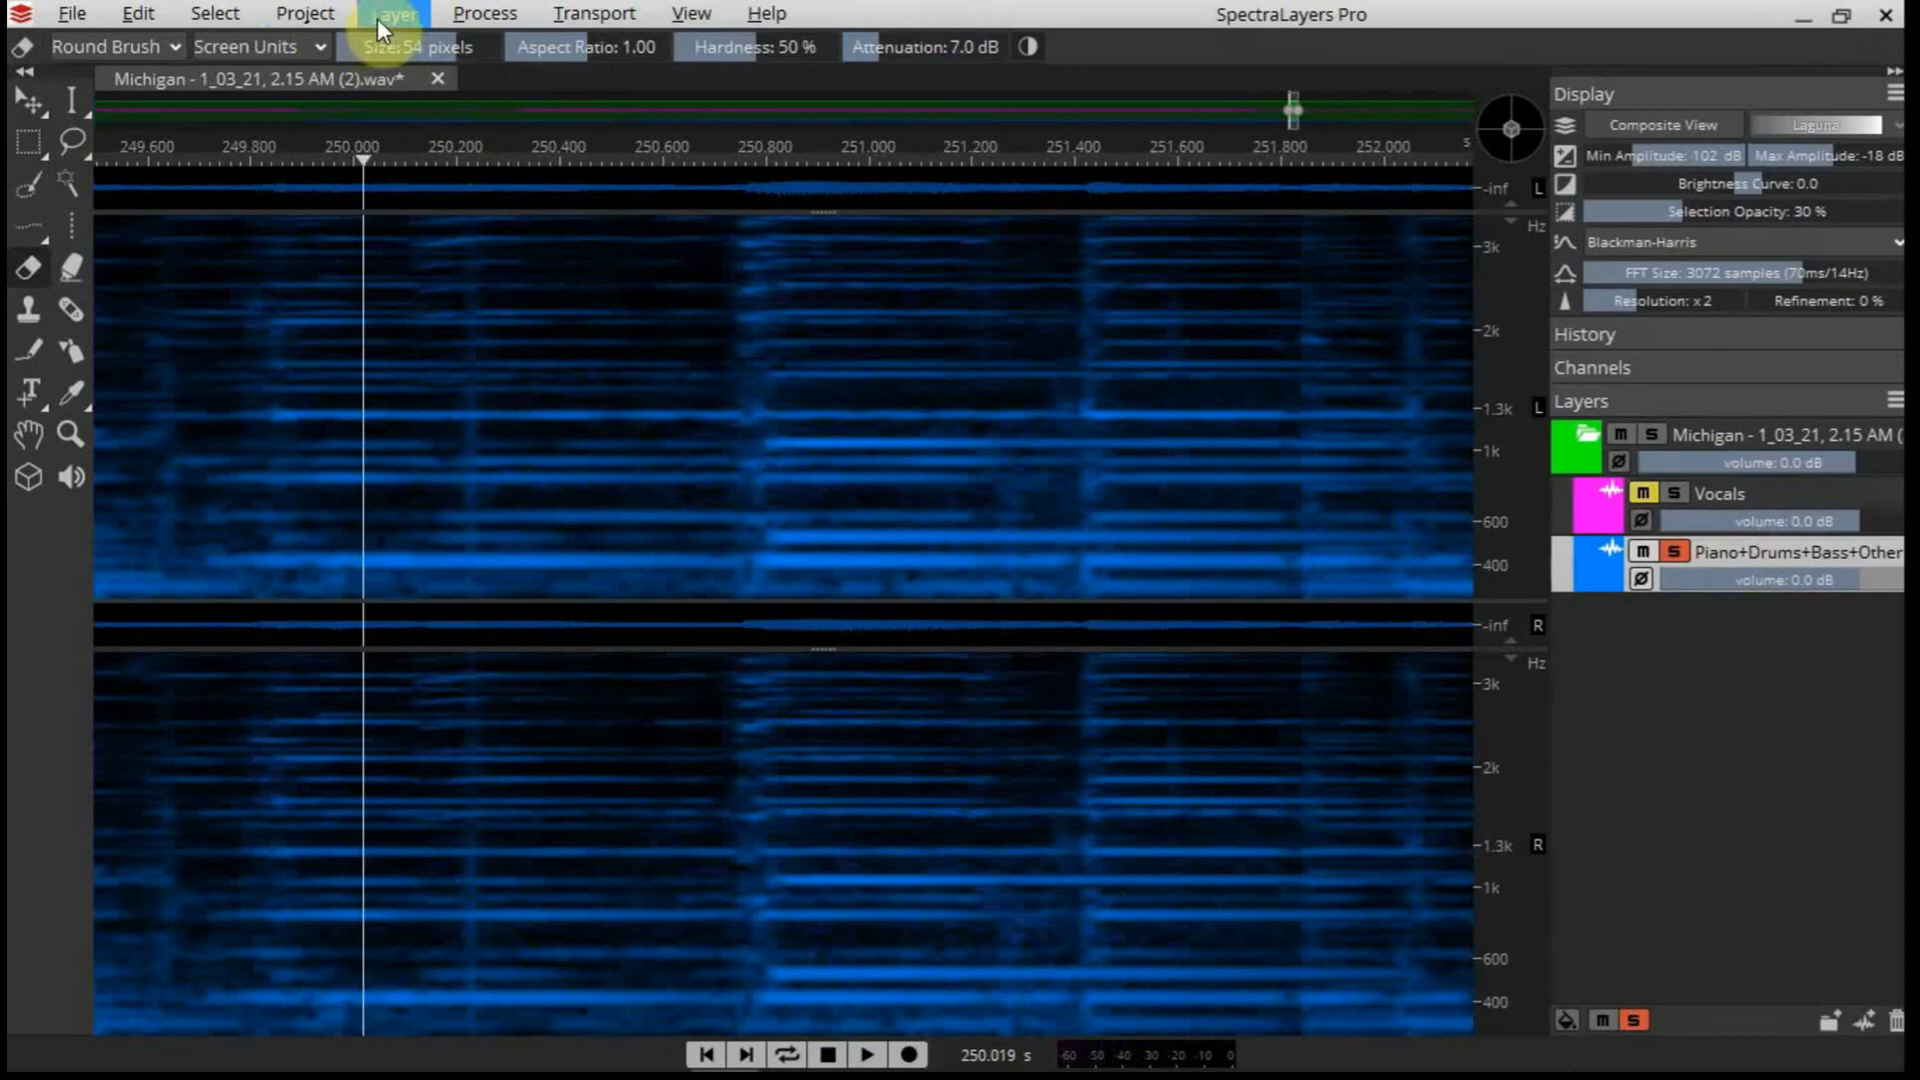 File Edit Select Project Layer Process Transport View Help SpectraLayers Pro
Round Brush Screen Units Size: 54 pixels Aspect Ratio: 1.00 Hardness: 50 % Attenuation: 7.0 dB
Michigan - 1_03_21, 2.15 AM (2).wav*
249.600 249.800 250.000 250.200 250.400 250.600 250.800 251.000 251.200 251.400 251.600 251.800 252.000 s
-inf L
Hz
3k
2k
1.3k L
1k
600
400
-inf R
Hz
3k
2k
1.3k R
1k
600
400
Display
Composite View Laguna
Min Amplitude: -102 dB Max Amplitude: -18 dB
Brightness Curve: 0.0
Selection Opacity: 30 %
Blackman-Harris
FFT Size: 3072 samples (70ms/14Hz)
Resolution: x 2 Refinement: 0 %
History
Channels
Layers
m S Michigan - 1_03_21, 2.15 AM (
Ø volume: 0.0 dB
m S Vocals
Ø volume: 0.0 dB
m S Piano+Drums+Bass+Other
Ø volume: 0.0 dB
m S
250.019 s -60 50 -40 -30 -20 -10 0